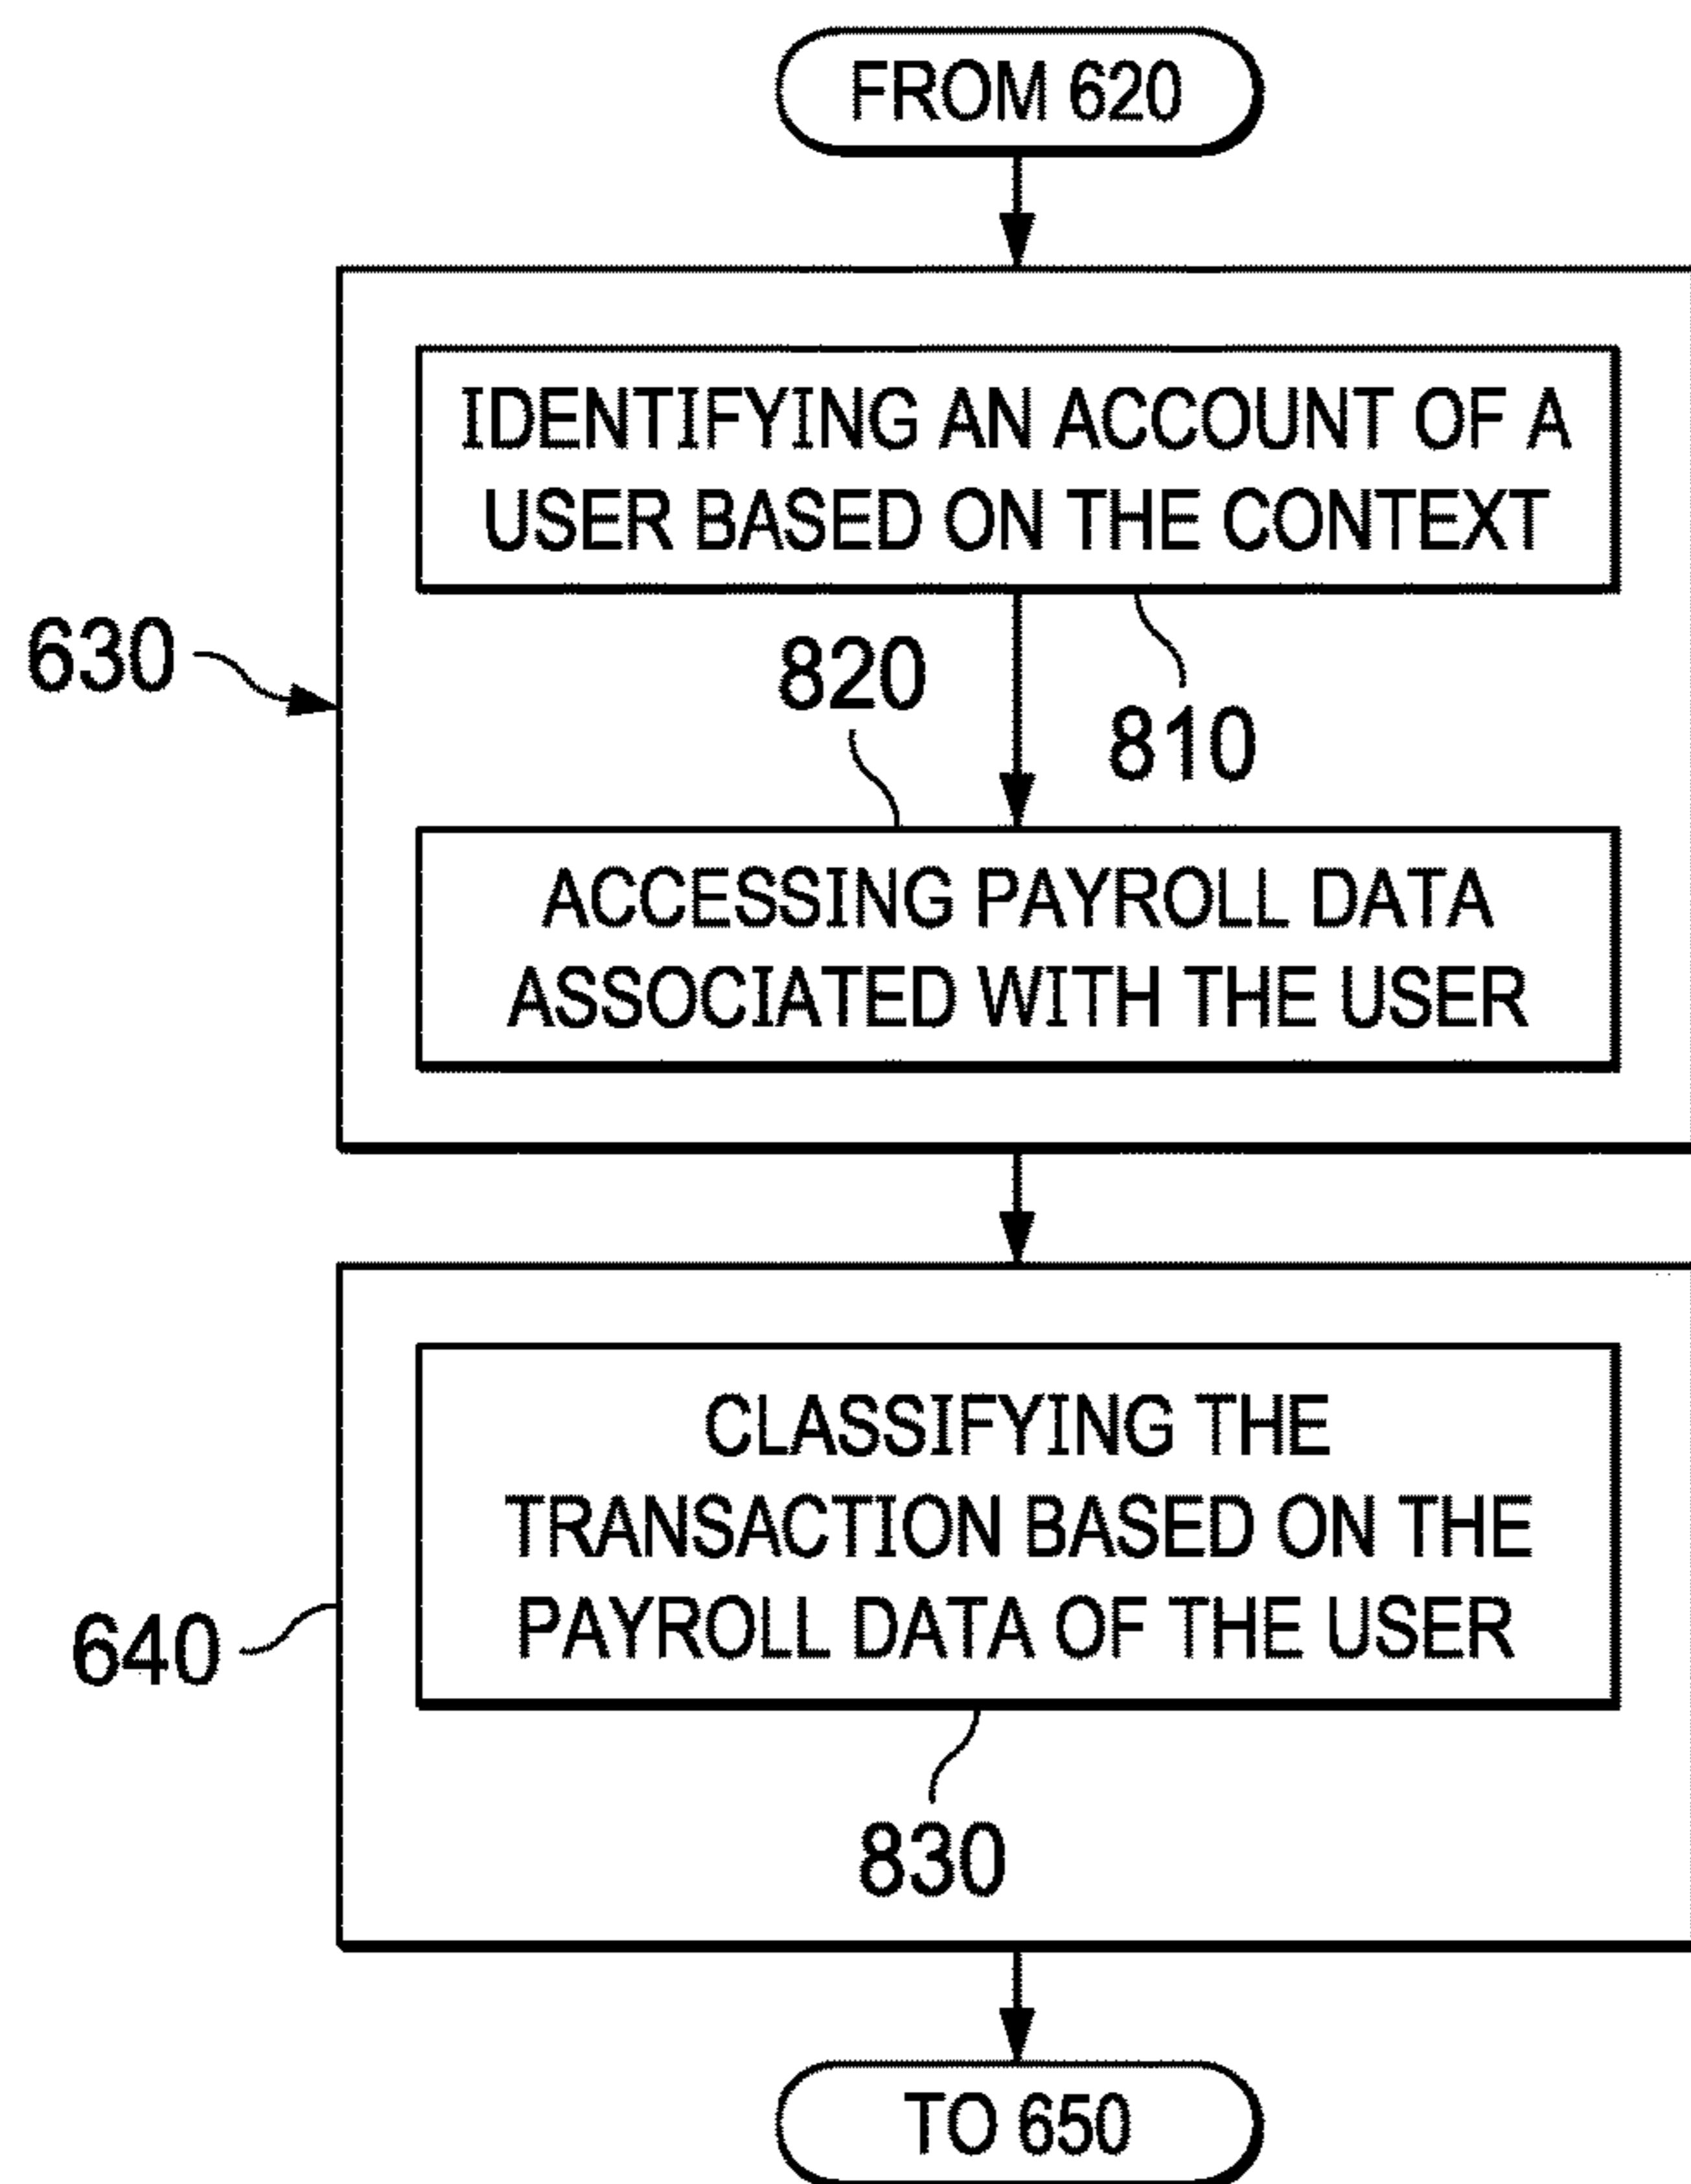 FROM 620
IDENTIFYING AN ACCOUNT OF A
USER BASED ON THE CONTEXT
630
820
810
ACCESSING PAYROLL DATA
ASSOCIATED WITH THE USER
CLASSIFYING THE
TRANSACTION BASED ON THE
PAYROLL DATA OF THE USER
640
830
TO 650